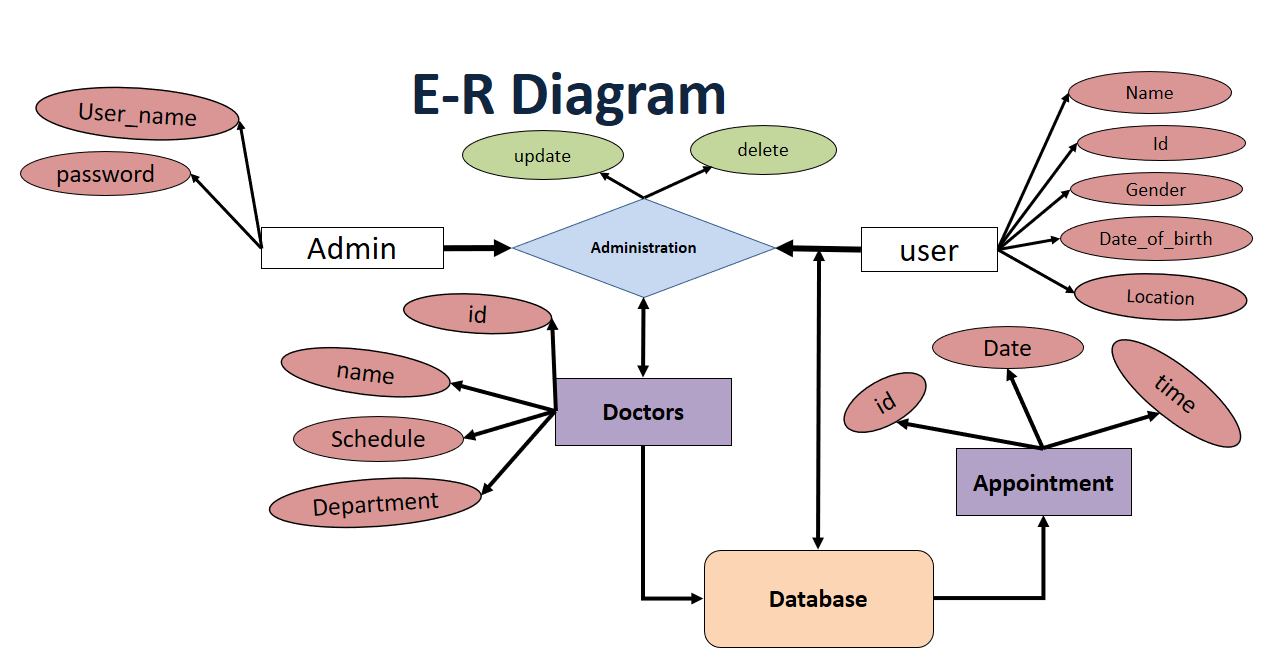 E-R Diagram
User_name
password
update
delete
Name
Id
Gender
Date_of_birth
Location
Admin
Administration
user
id
name
Schedule
Department
Doctors
Date
id
time
Appointment
Database